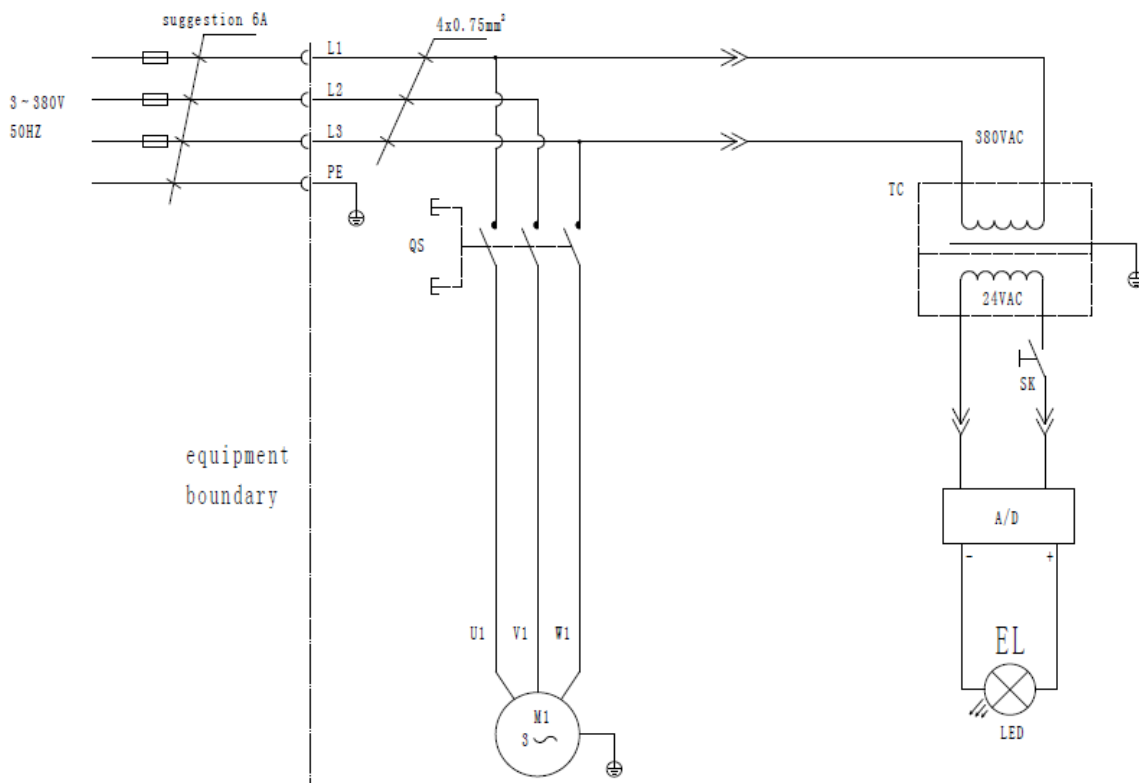 suggestion 6A
4x0.75mm²
L1
L2
3~380V
50HZ
L3
PE
380VAC
TC
QS
24VAC
SK
equipment
boundary
A/D
- +
U1 V1 W1
EL
M1
3
LED